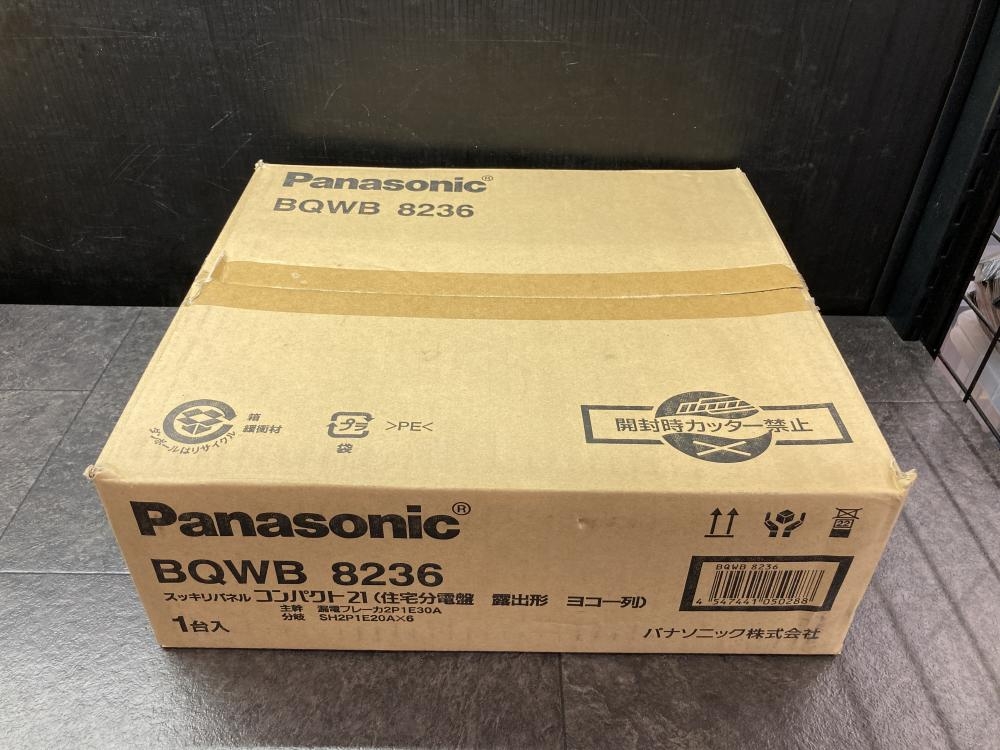 Panasonic®
BQWB 8236
ダンボールはリサイクル
箱
緩衝材
プラ
袋
>PE<
開封時カッター禁止
Panasonic®
BQWB 8236
スッキリパネル コンパクト21(住宅分電盤 露出形 ヨコ一列)
主幹 漏電ブレーカ2P1E30A
分岐 SH2P1E20A×6
1台入
22
BQWB 8236
4 547441 050288
パナソニック株式会社